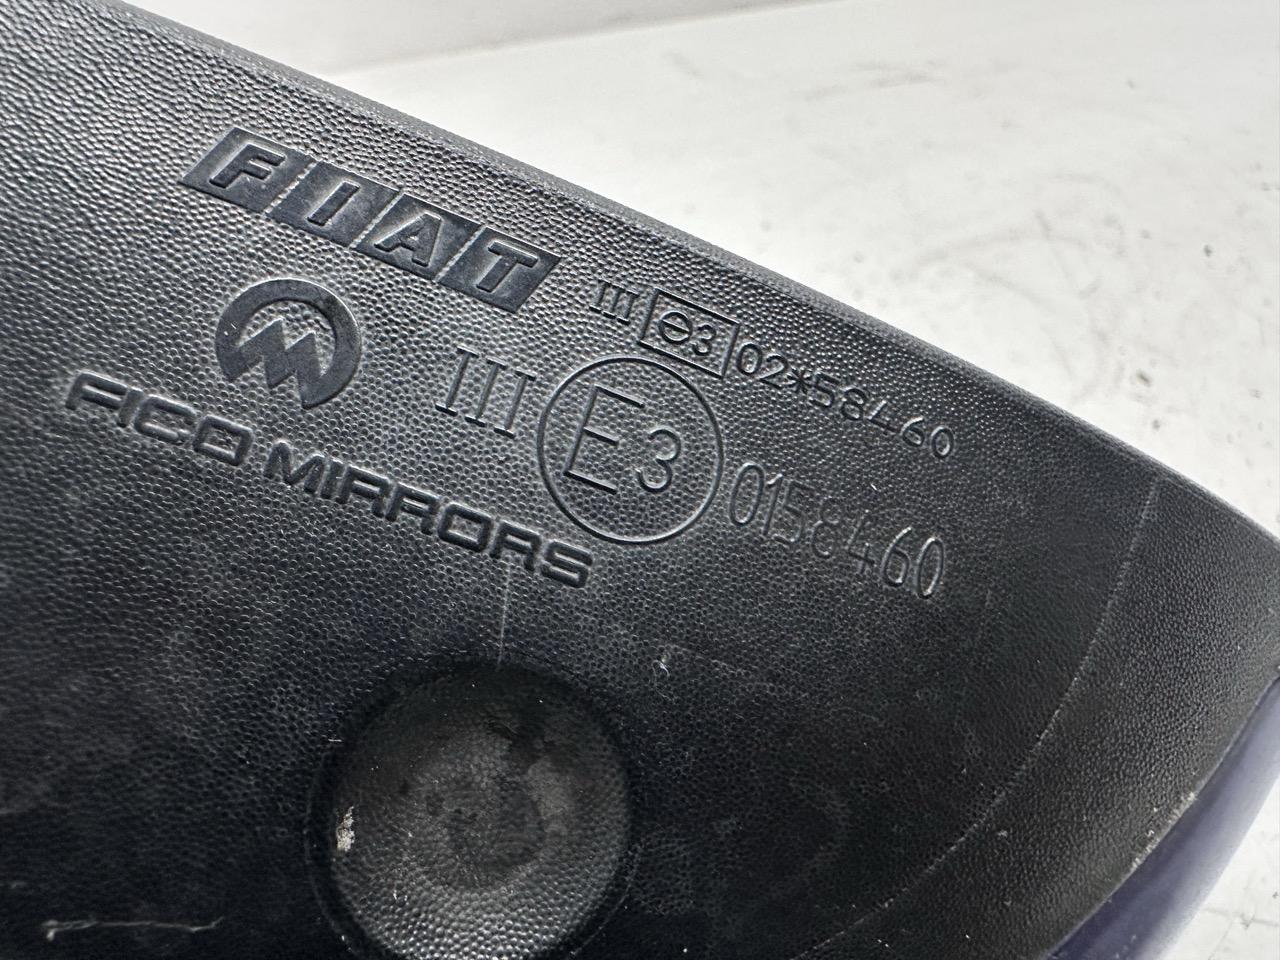 FIAT
III e3 02*58460
III E3 0158460
FICO MIRRORS